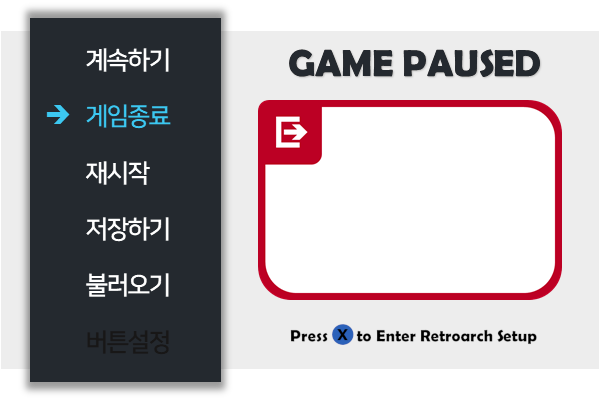 계속하기
게임종료
재시작
저장하기
불러오기
버튼설정
GAME PAUSED
Press X to Enter Retroarch Setup